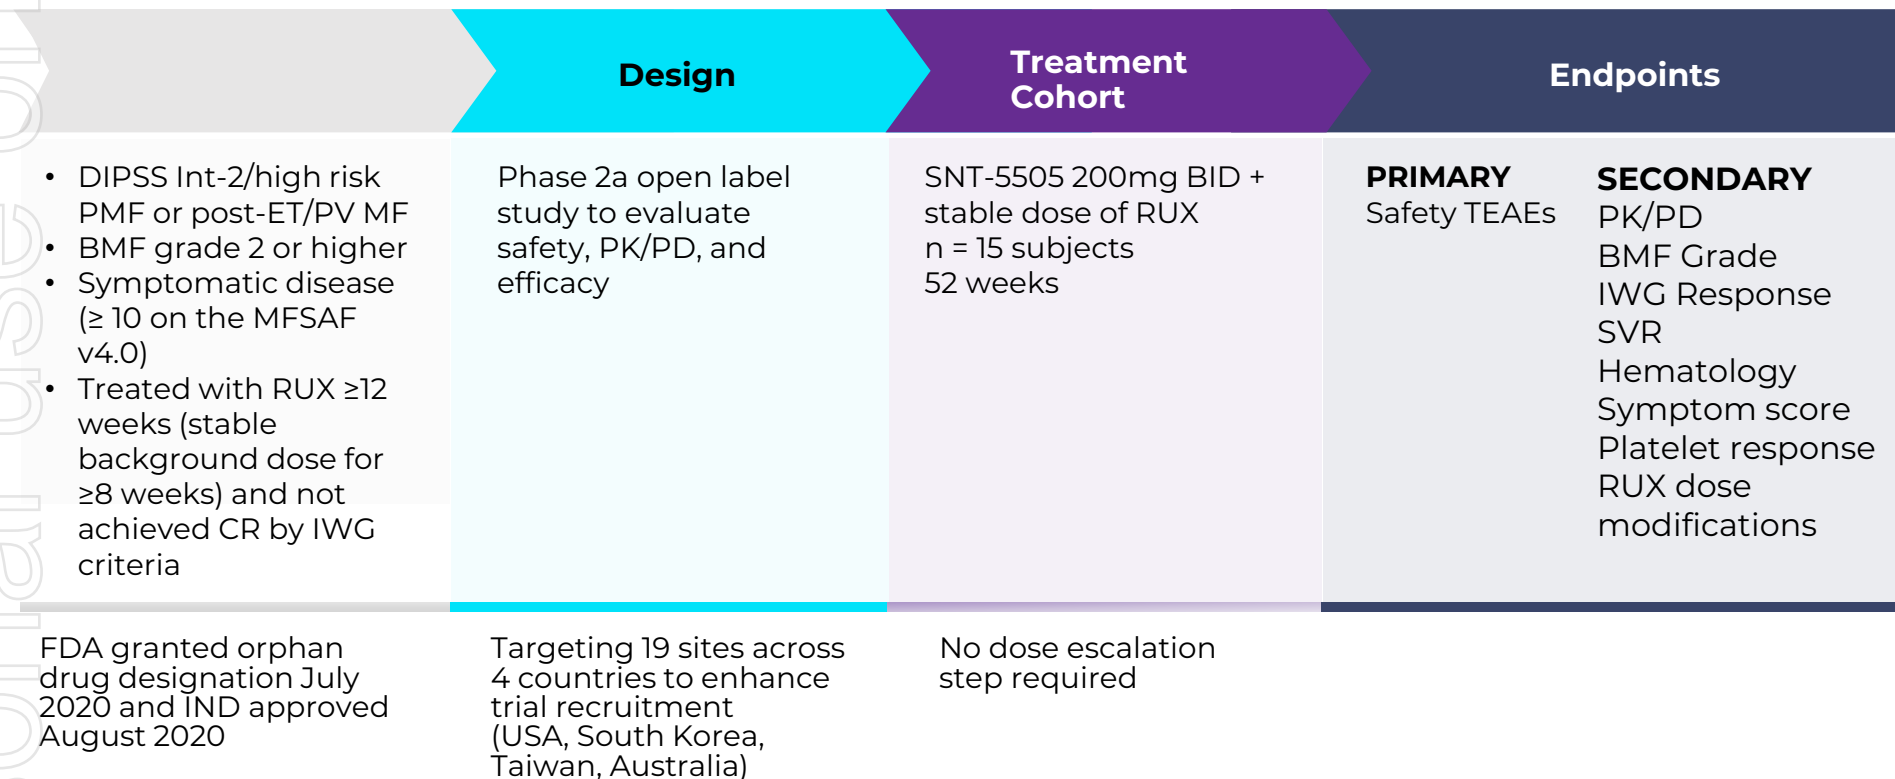 Design
Treatment
Cohort
Endpoints
• DIPSS Int-2/high risk
PMF or post-ET/PV MF
• BMF grade 2 or higher
• Symptomatic disease
(≥ 10 on the MFSAF
v4.0)
• Treated with RUX ≥12
weeks (stable
background dose for
≥8 weeks) and not
achieved CR by IWG
criteria
Phase 2a open label
study to evaluate
safety, PK/PD, and
efficacy
SNT-5505 200mg BID +
stable dose of RUX
n = 15 subjects
52 weeks
PRIMARY
Safety TEAEs
SECONDARY
PK/PD
BMF Grade
IWG Response
SVR
Hematology
Symptom score
Platelet response
RUX dose
modifications
FDA granted orphan
drug designation July
2020 and IND approved
August 2020
Targeting 19 sites across
4 countries to enhance
trial recruitment
(USA, South Korea,
Taiwan, Australia)
No dose escalation
step required